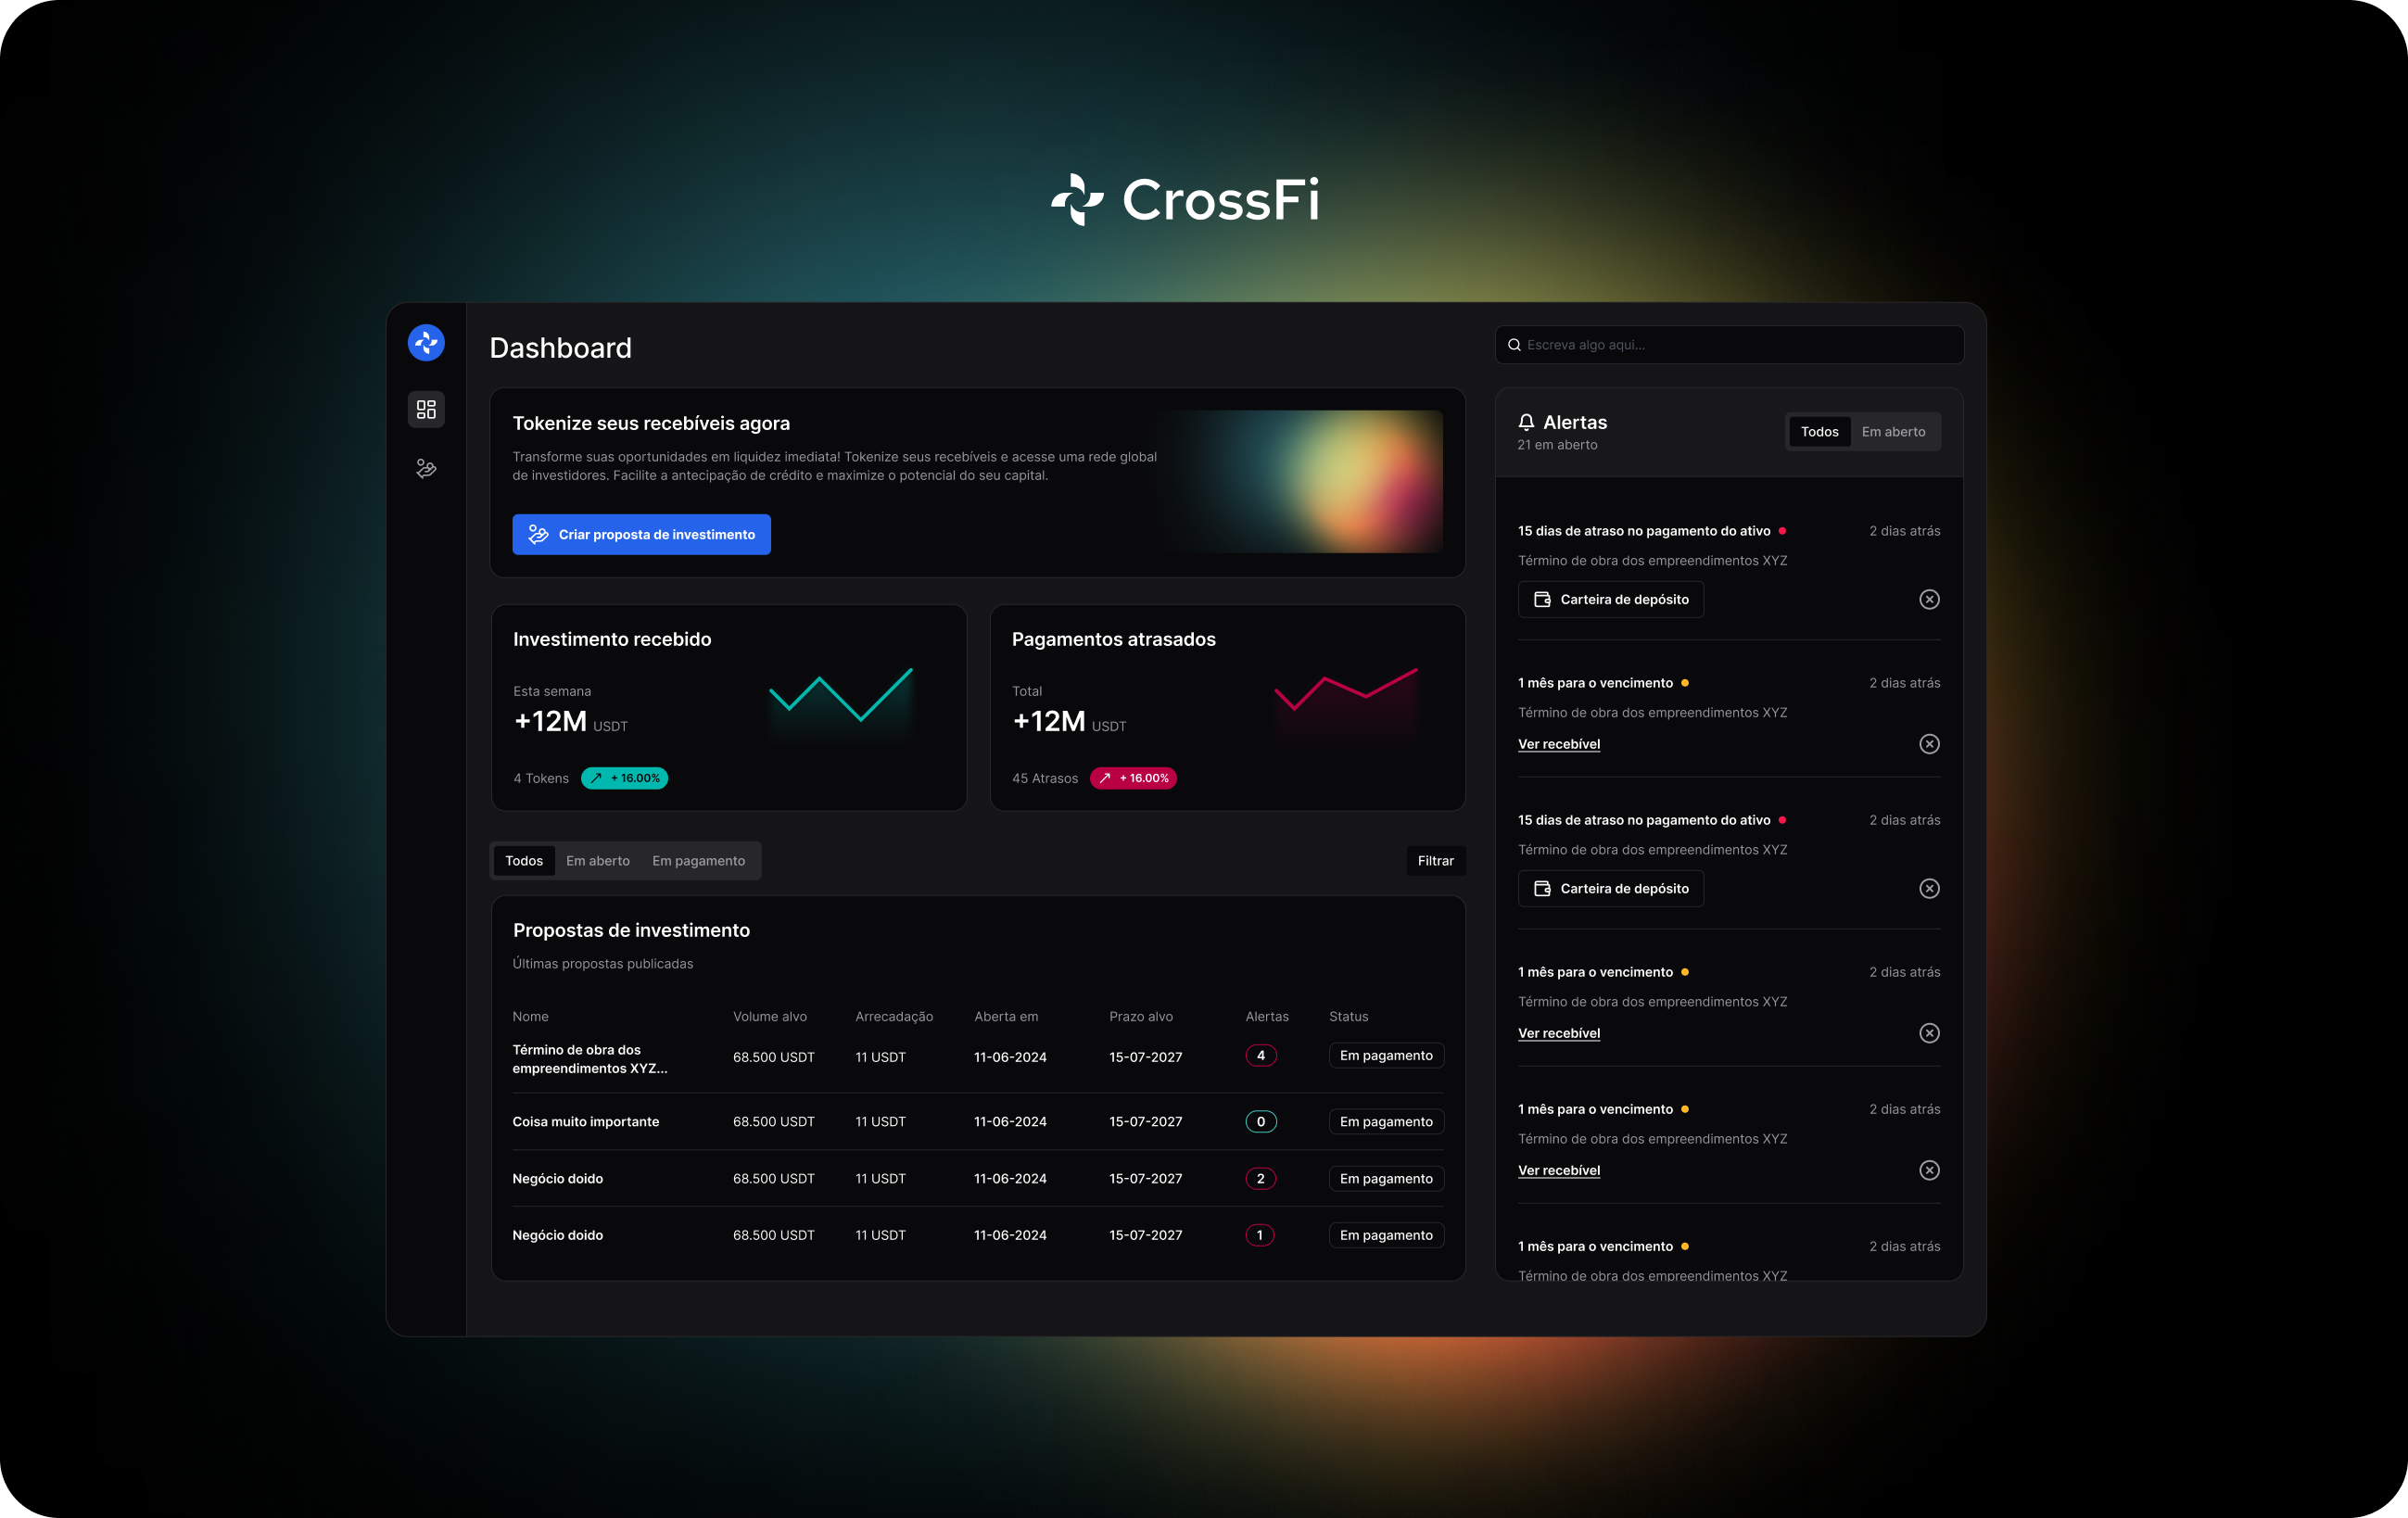 CrossFi
Dashboard
Escreva algo aqui...
Tokenize seus recebíveis agora
Transforme suas oportunidades em liquidez imediata! Tokenize seus recebíveis e acesse uma rede global
de investidores. Facilite a antecipação de crédito e maximize o potencial do seu capital.
Criar proposta de investimento
Investimento recebido
Esta semana
+12M USDT
4 Tokens + 16.00%
Pagamentos atrasados
Total
+12M USDT
45 Atrasos + 16.00%
Todos Em aberto Em pagamento
Filtrar
Propostas de investimento
Últimas propostas publicadas
Nome Volume alvo Arrecadação Aberta em Prazo alvo Alertas Status
Término de obra dos
empreendimentos XYZ...
68.500 USDT 11 USDT 11-06-2024 15-07-2027 4 Em pagamento
Coisa muito importante 68.500 USDT 11 USDT 11-06-2024 15-07-2027 0 Em pagamento
Negócio doido 68.500 USDT 11 USDT 11-06-2024 15-07-2027 2 Em pagamento
Negócio doido 68.500 USDT 11 USDT 11-06-2024 15-07-2027 1 Em pagamento
Alertas
21 em aberto
Todos Em aberto
15 dias de atraso no pagamento do ativo 2 dias atrás
Término de obra dos empreendimentos XYZ
Carteira de depósito
1 mês para o vencimento 2 dias atrás
Término de obra dos empreendimentos XYZ
Ver recebível
15 dias de atraso no pagamento do ativo 2 dias atrás
Término de obra dos empreendimentos XYZ
Carteira de depósito
1 mês para o vencimento 2 dias atrás
Término de obra dos empreendimentos XYZ
Ver recebível
1 mês para o vencimento 2 dias atrás
Término de obra dos empreendimentos XYZ
Ver recebível
1 mês para o vencimento 2 dias atrás
Término de obra dos empreendimentos XYZ